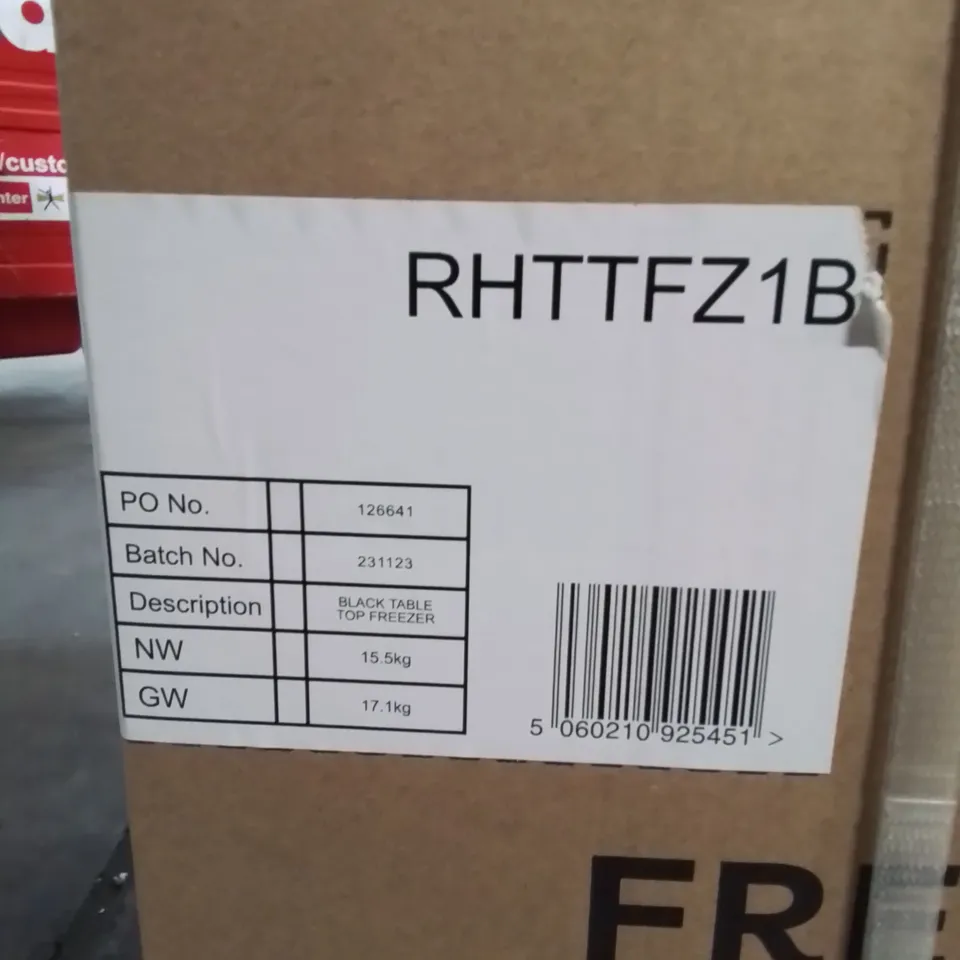 /custo
nter
RHTTFZ1B
PO No. 126641
Batch No. 231123
Description BLACK TABLE
TOP FREEZER
NW 15.5kg
GW 17.1kg
5 060210 925451 >
FRE